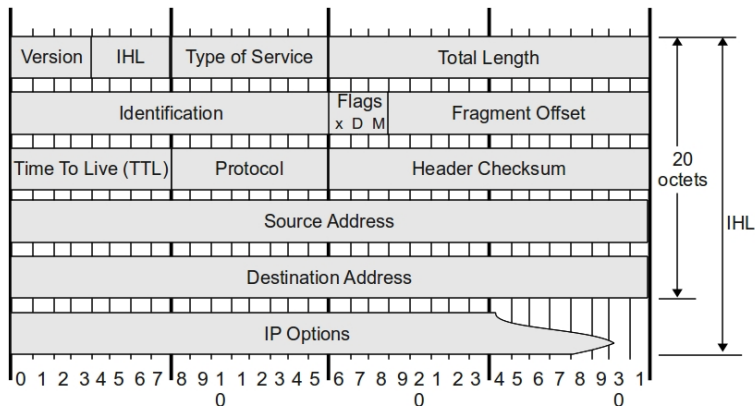 Version IHL Type of Service Total Length
Identification Flags Fragment Offset
x D M
Time To Live (TTL) Protocol Header Checksum
20
octets
Source Address
IHL
Destination Address
IP Options
0 1 2 3 4 5 6 7 8 9 1 1 2 3 4 5 6 7 8 9 2 1 2 3 4 5 6 7 8 9 3 1
0 0 0